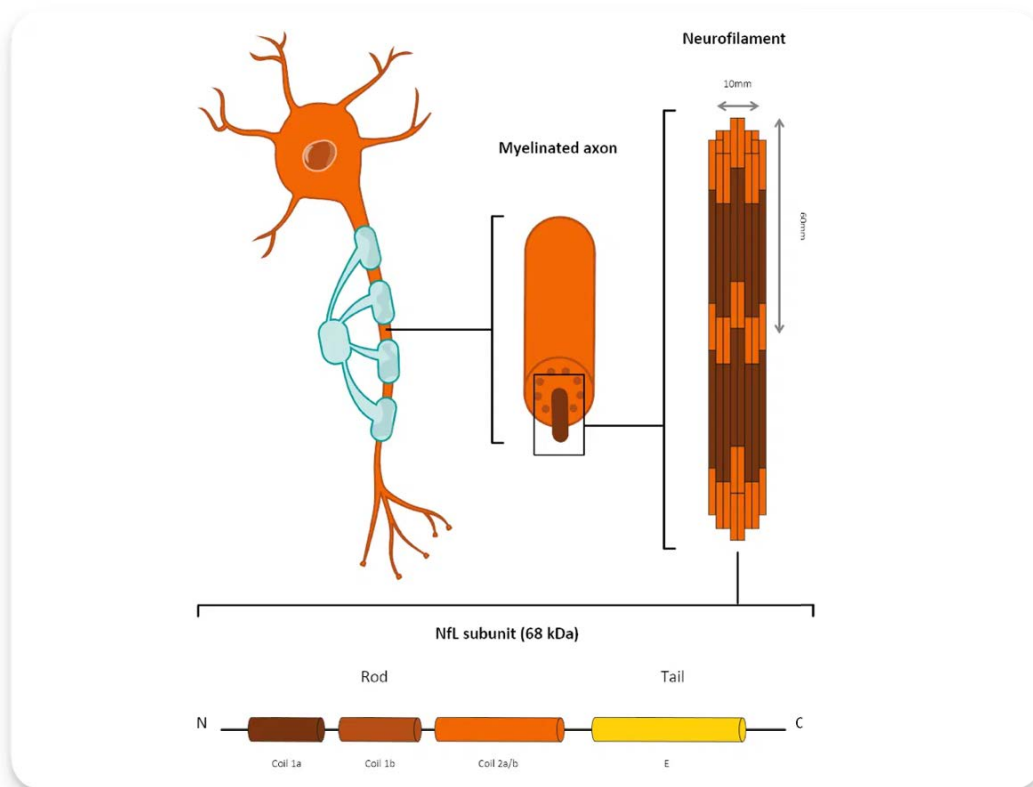 Neurofilament
10mm
Myelinated axon
60mm
NfL subunit (68 kDa)
Rod
Tail
N
C
Coil 1a
Coil 1b
Coil 2a/b
E